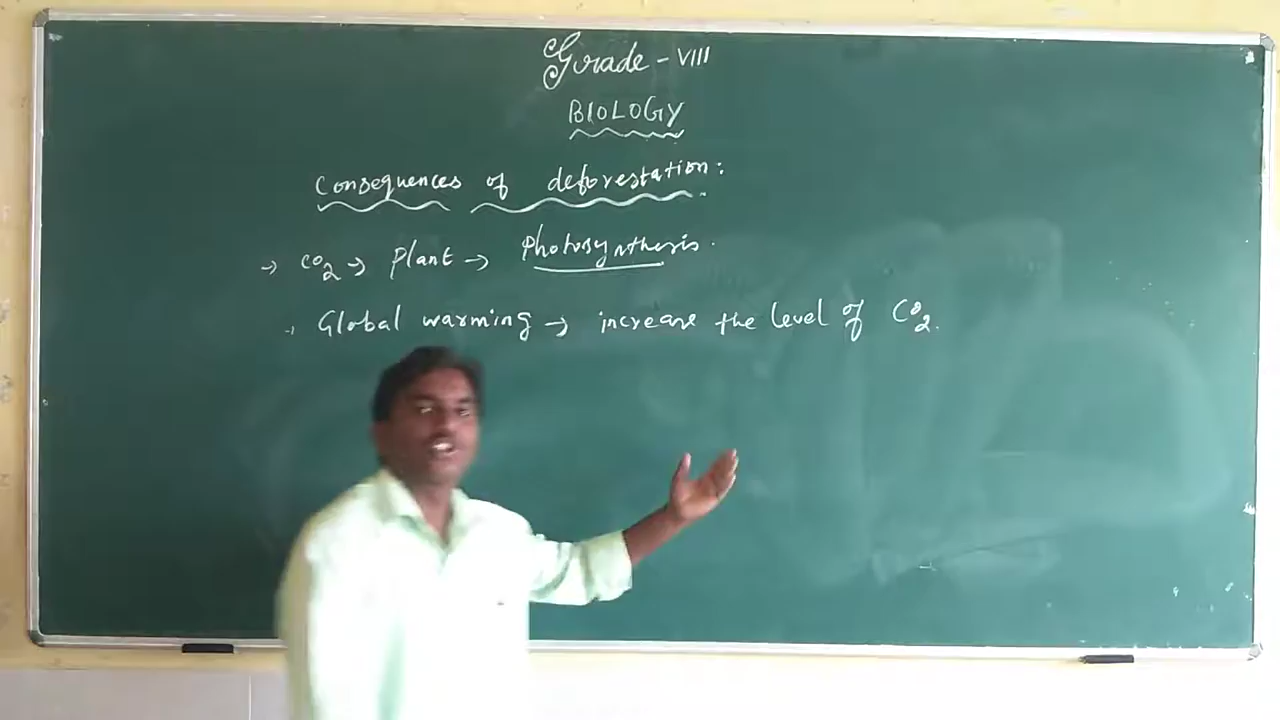 Grade - VIII
BIOLOGY
Consequences of deforestation:
→ CO2 → Plant → Photosynthesis.
→ Global warming → increase the level of CO2.